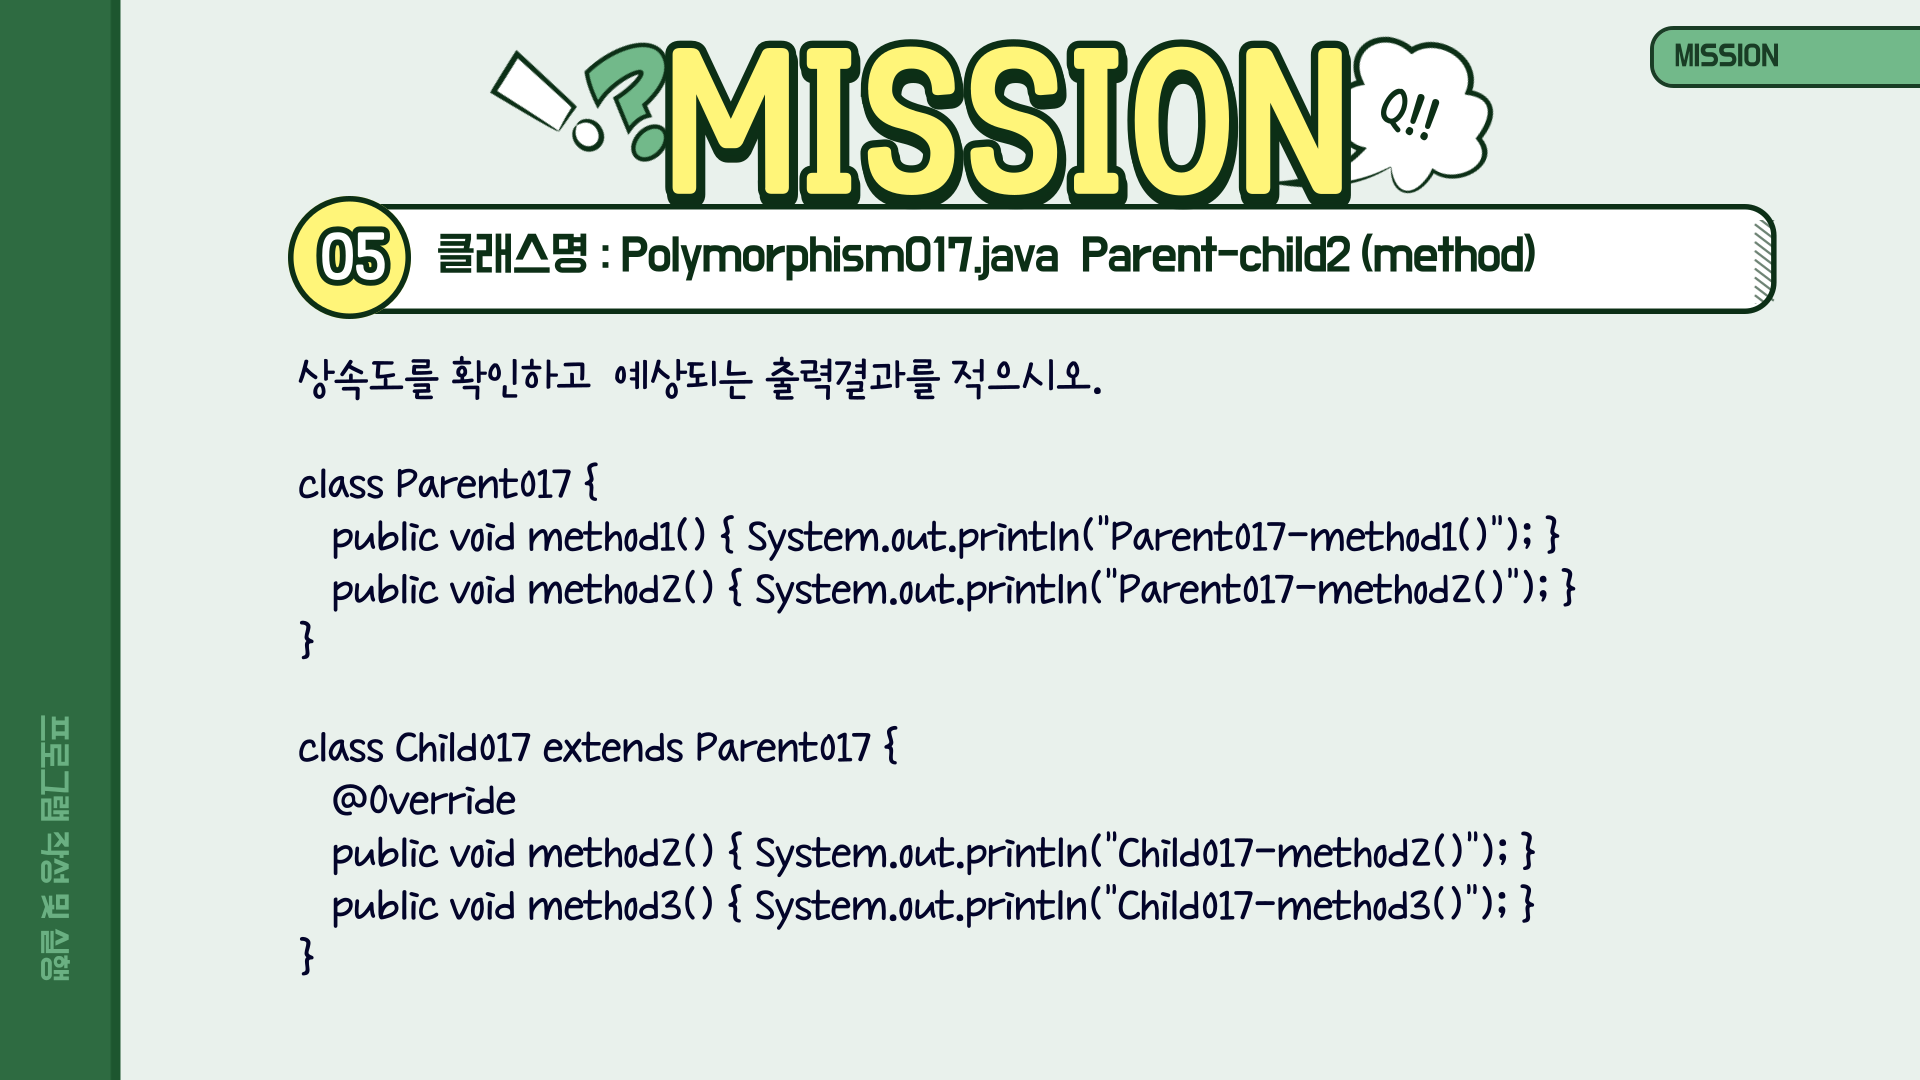 MISSION
!?
MISSION
Q!!
05
클래스명 : Polymorphism017.java  Parent-child2 (method)
상속도를 확인하고  예상되는 출력결과를 적으시오.
class Parent017 {
    public void method1() { System.out.println("Parent017-method1()"); }
    public void method2() { System.out.println("Parent017-method2()"); }
}
class Child017 extends Parent017 {
    @Override
    public void method2() { System.out.println("Child017-method2()"); }
    public void method3() { System.out.println("Child017-method3()"); }
}
프로그램 작성 및 실행